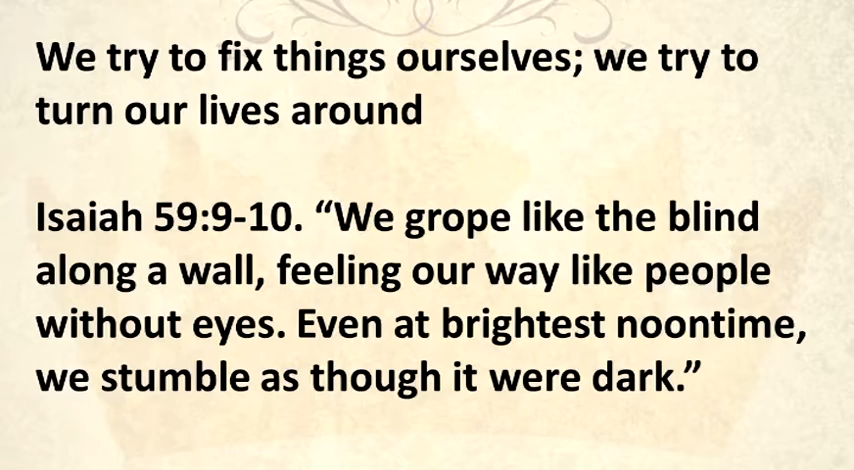 We try to fix things ourselves; we try to
turn our lives around
Isaiah 59:9-10. “We grope like the blind
along a wall, feeling our way like people
without eyes. Even at brightest noontime,
we stumble as though it were dark.”